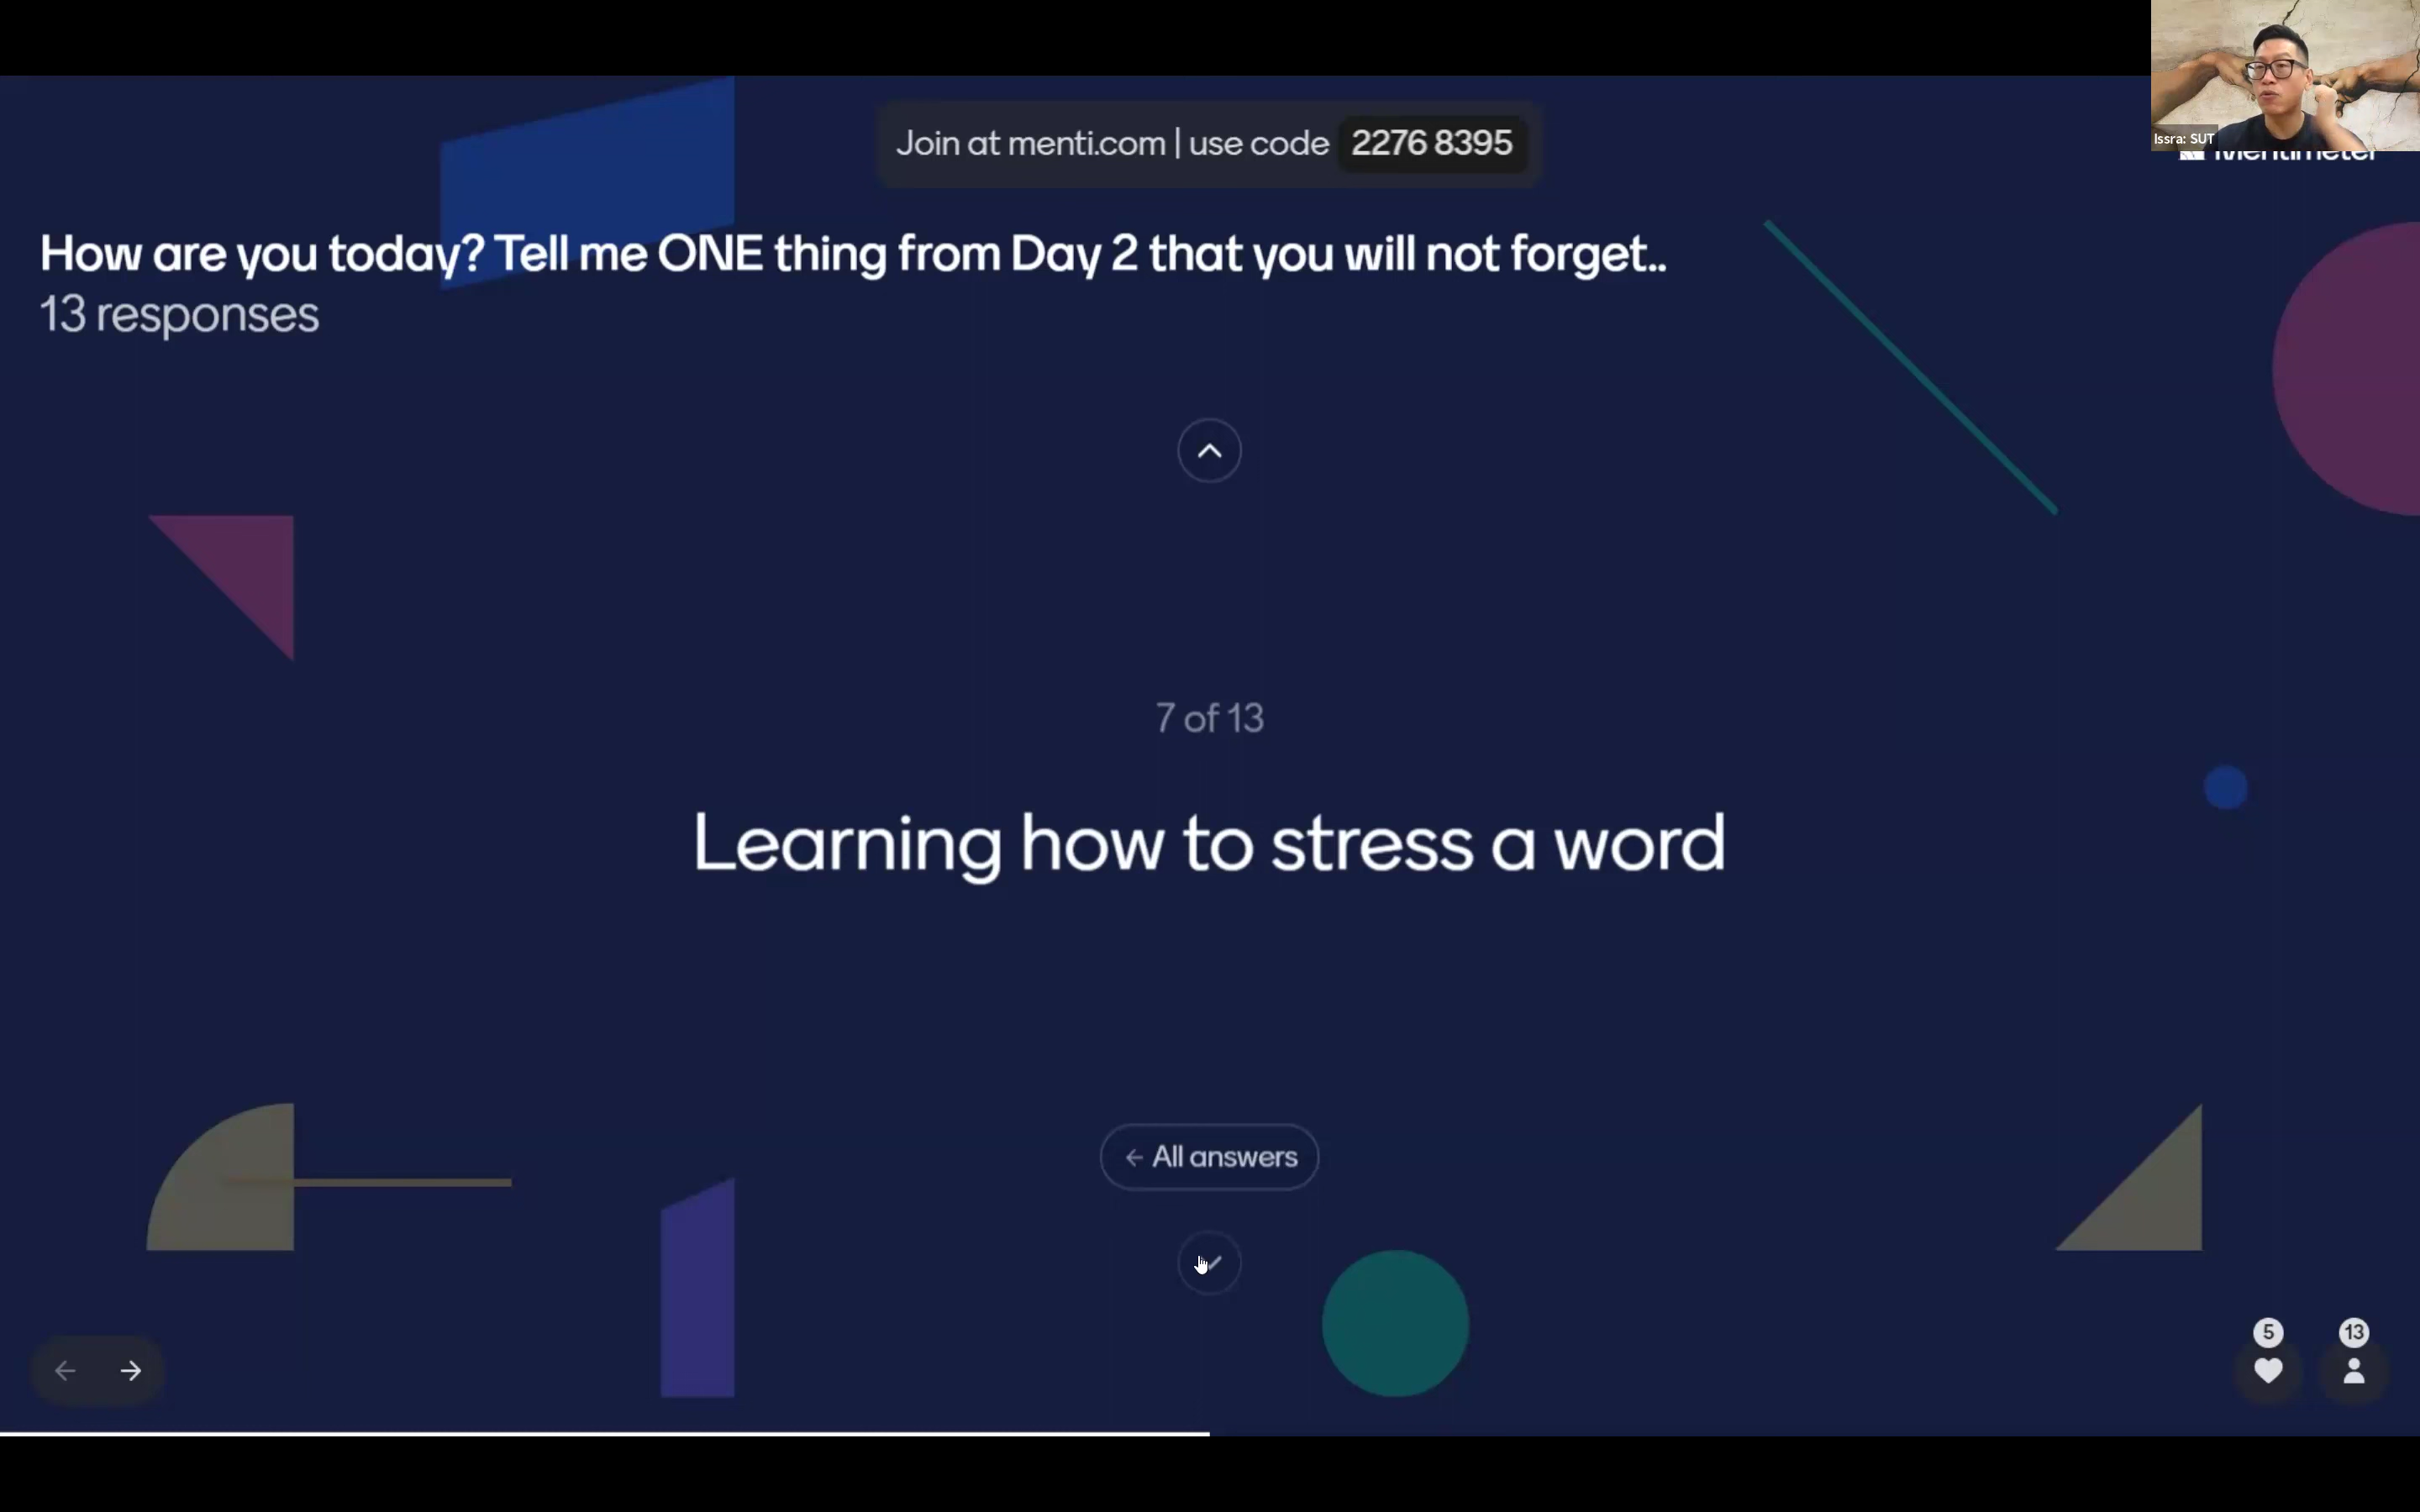 Join at menti.com | use code 2276 8395
Issra: SUT
Mentimeter
How are you today? Tell me ONE thing from Day 2 that you will not forget..
13 responses
7 of 13
Learning how to stress a word
← All answers
5
13